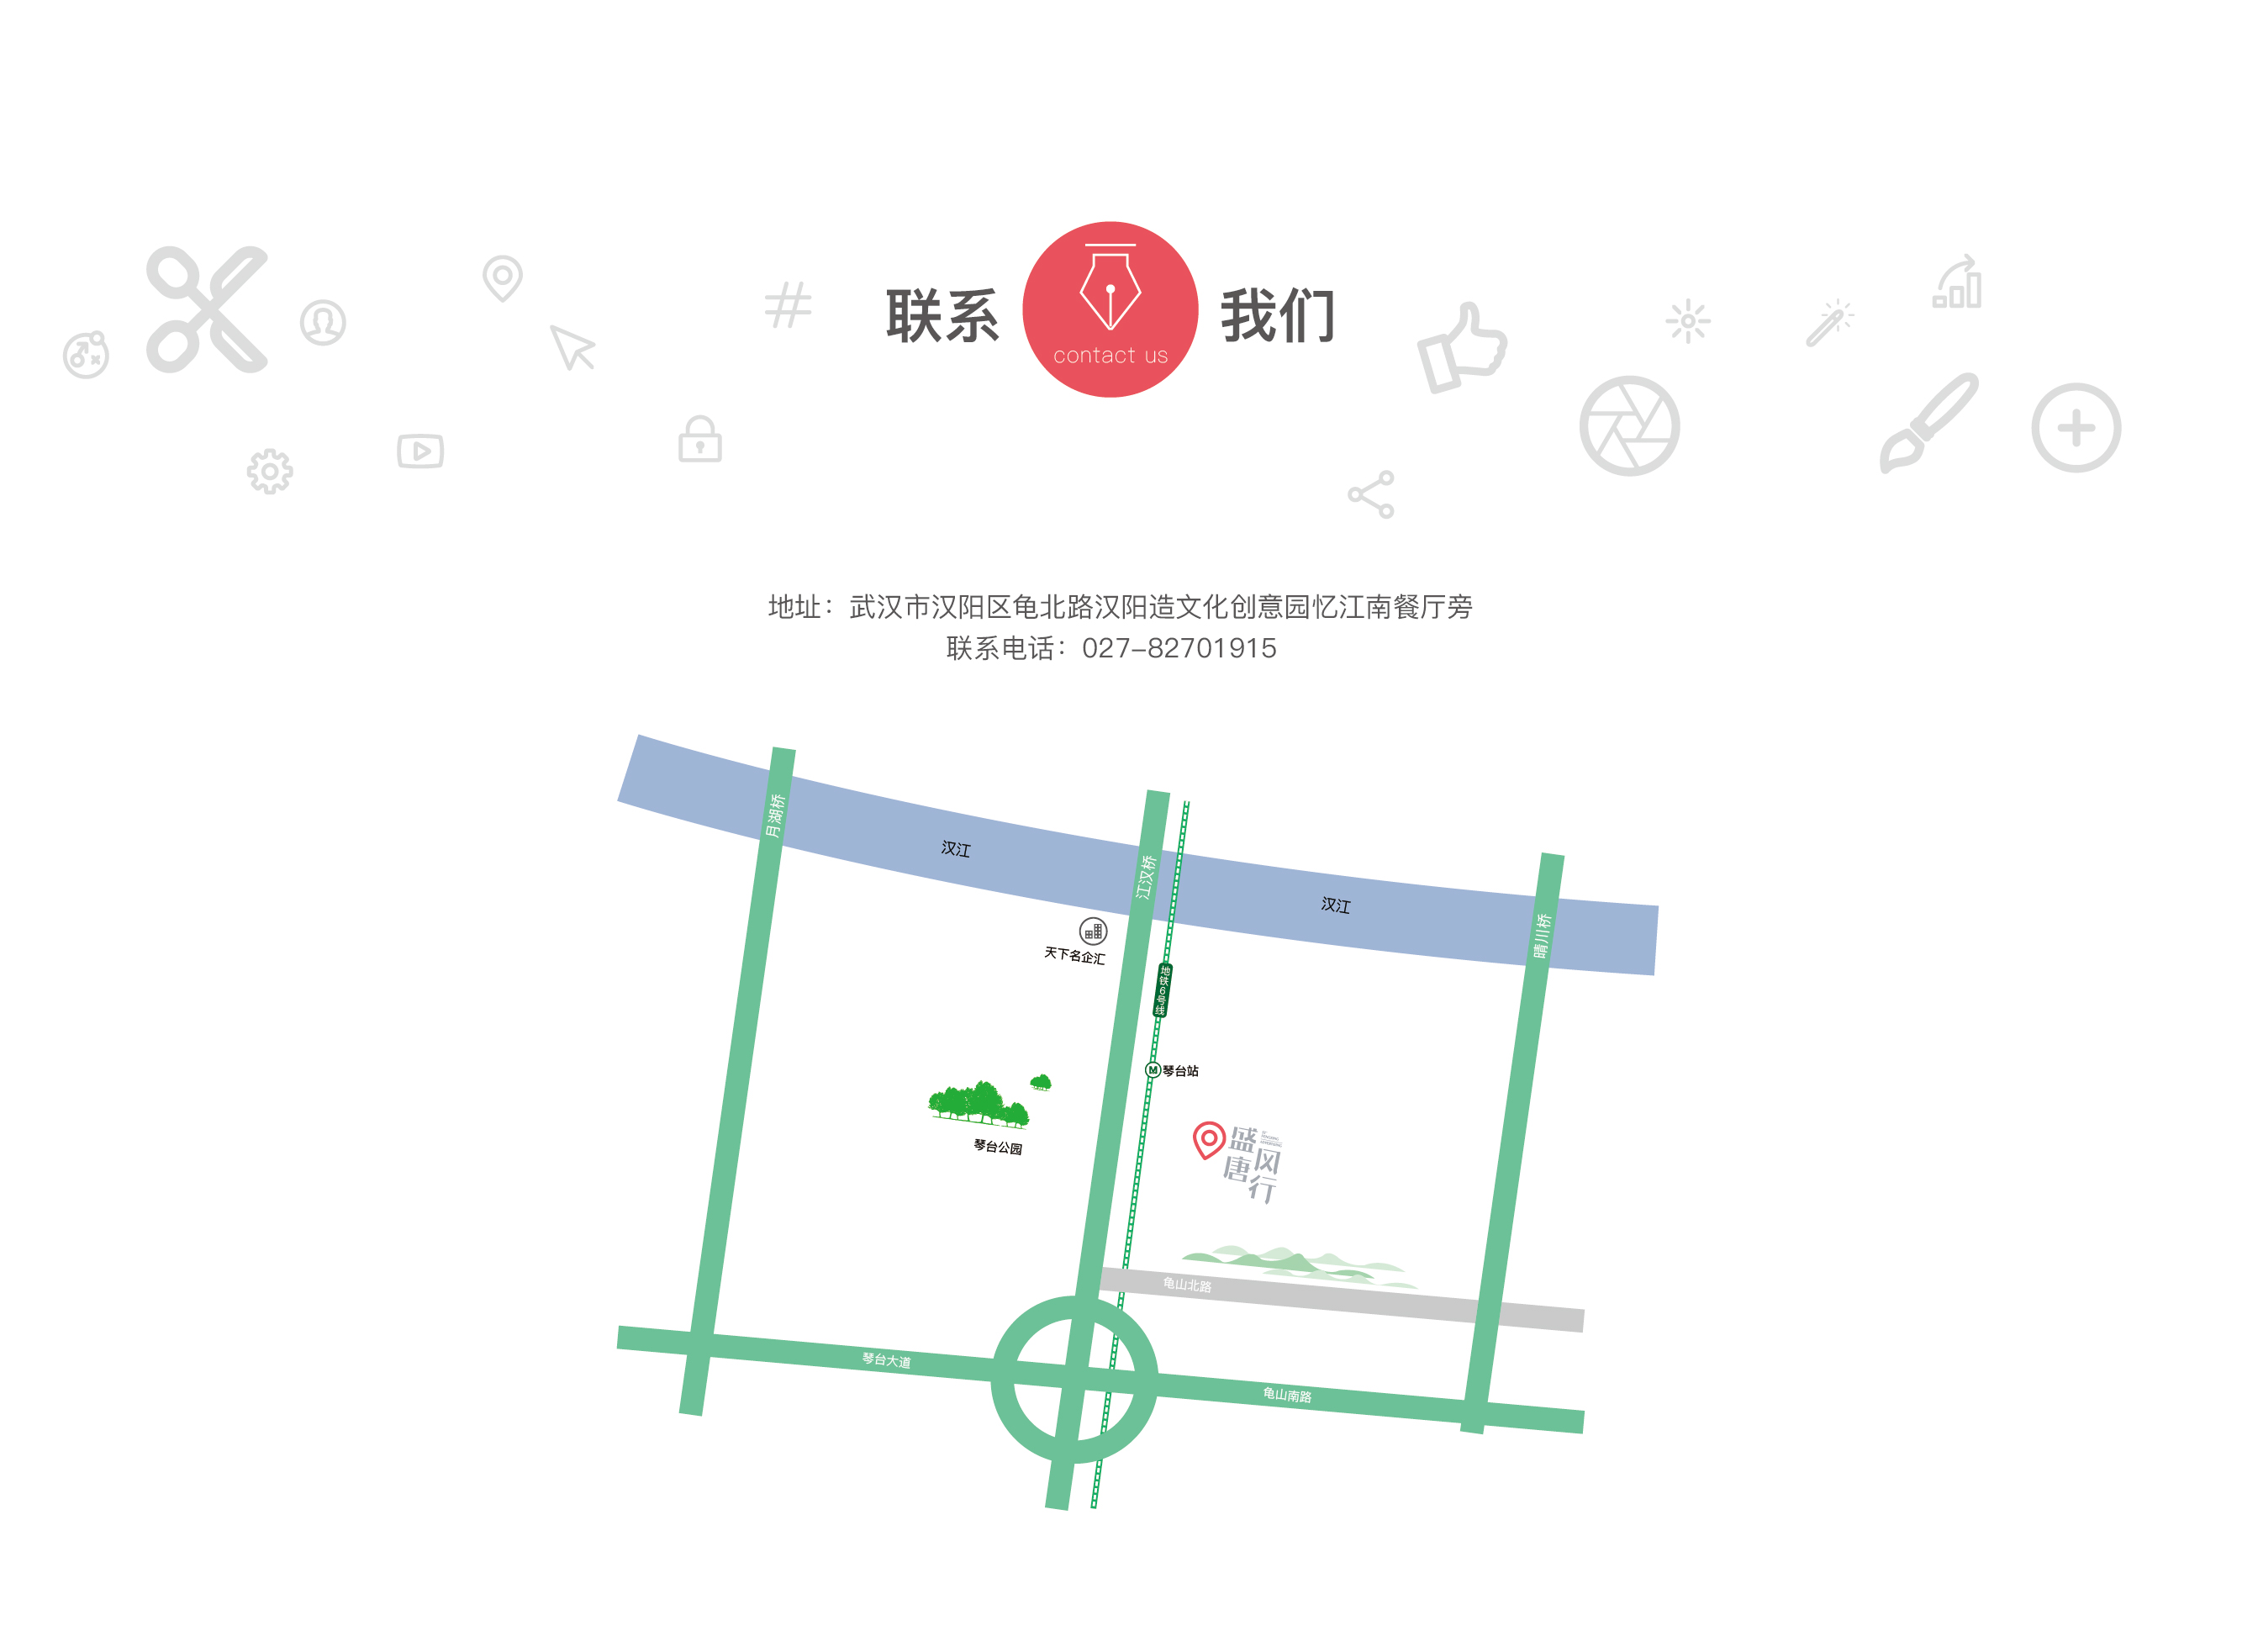 联系 我们
contact us
地址：武汉市汉阳区龟北路汉阳造文化创意园忆江南餐厅旁
联系电话：027-82701915
月湖桥
汉江
江汉桥
汉江
晴川桥
天下名企汇
地铁6号线
琴台站
琴台公园
盛唐
风行
龟山北路
琴台大道
龟山南路